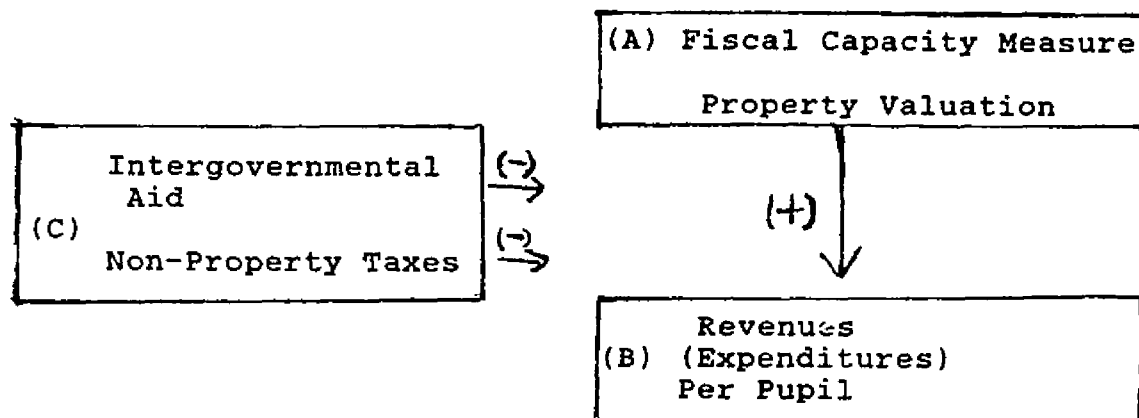 (A) Fiscal Capacity Measure
Property Valuation
Intergovernmental
Aid
(C)
Non-Property Taxes
(-)
(-)
(+)
Revenues
(B) (Expenditures)
Per Pupil